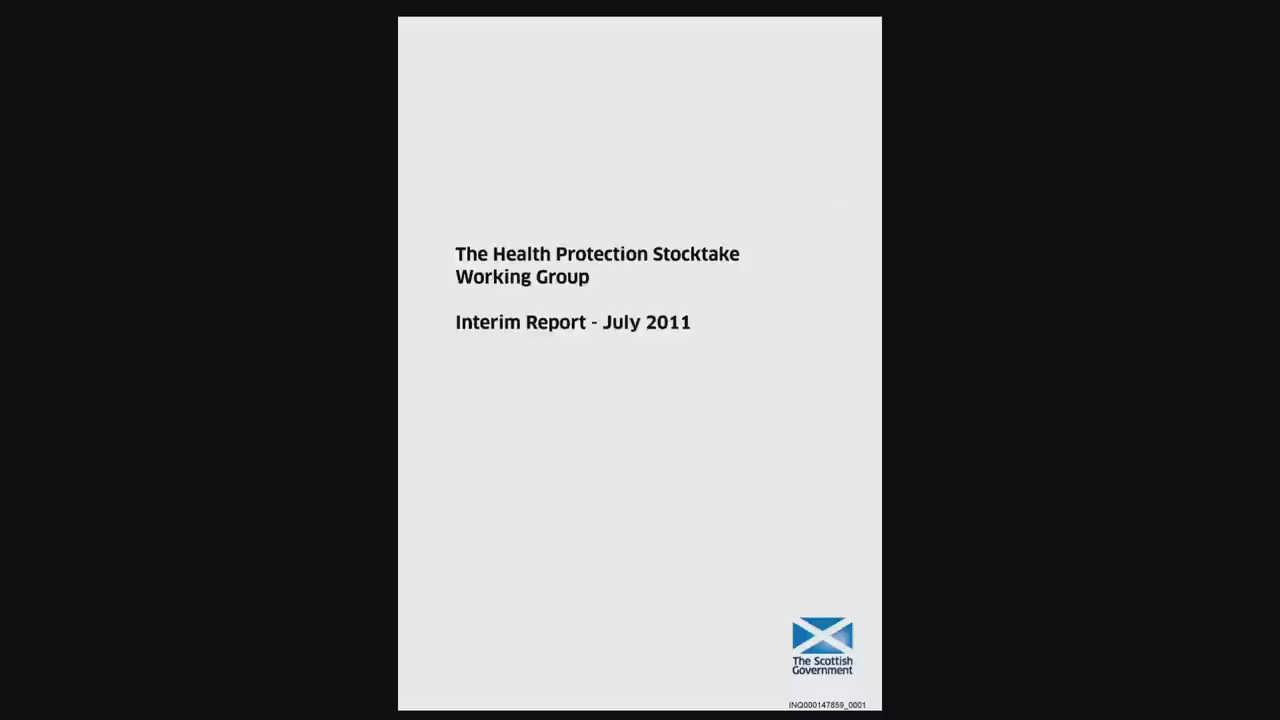 The Health Protection Stocktake
Working Group
Interim Report - July 2011
The Scottish
Government
INQ000147859_0001